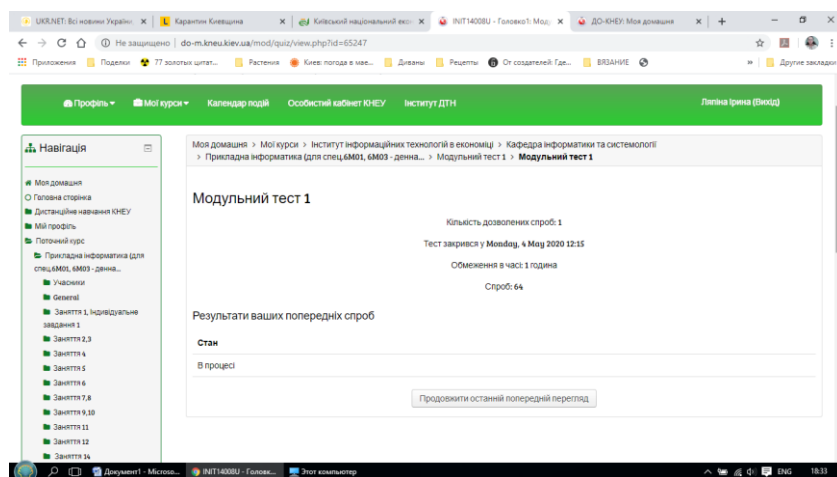 UKR.NET: Всі новини України
Карантин Киевщина
Київський національний екон
INIT14008U - Головко1: Моду
ДО-КНЕУ: Моя домашня
Не защищено | do-m.kneu.kiev.ua/mod/quiz/view.php?id=65247
Приложения Поделки 77 золотых цитат... Растения Киев: погода в мае... Диваны Рецепты От создателей: Где... ВЯЗАНИЕ » Другие закладки
Профіль Мої курси Календар подій Особистий кабінет КНЕУ Інститут ДТН Ляпіна Ірина (Вихід)
Навігація
Моя домашня
Головна сторінка
Дистанційне навчання КНЕУ
Мій профіль
Поточний курс
Прикладна інформатика (для
спец.6М01, 6М03 - денна...
Учасники
General
Заняття 1, Індивідуальне
завдання 1
Заняття 2,3
Заняття 4
Заняття 5
Заняття 6
Заняття 7,8
Заняття 9,10
Заняття 11
Заняття 12
Заняття 14
Моя домашня > Мої курси > Інститут інформаційних технологій в економіці > Кафедра інформатики та системології
> Прикладна інформатика (для спец.6М01, 6М03 - денна... > Модульний тест 1 > Модульний тест 1
Модульний тест 1
Кількість дозволених спроб: 1
Тест закрився у Monday, 4 May 2020 12:15
Обмеження в часі: 1 година
Спроб: 64
Результати ваших попередніх спроб
Стан
В процесі
Продовжити останній попередній перегляд
Документ1 - Microso... INIT14008U - Головк... Этот компьютер ENG 18:33